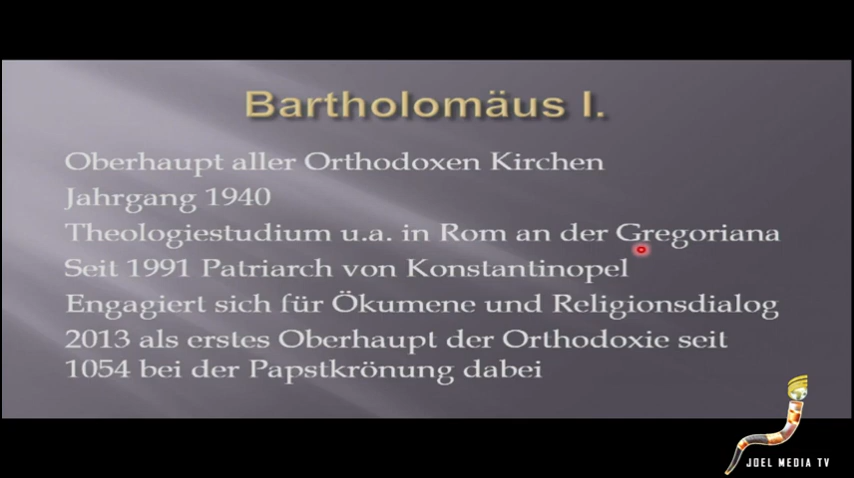 Bartholomäus I.
Oberhaupt aller Orthodoxen Kirchen
Jahrgang 1940
Theologiestudium u.a. in Rom an der Gregoriana
Seit 1991 Patriarch von Konstantinopel
Engagiert sich für Ökumene und Religionsdialog
2013 als erstes Oberhaupt der Orthodoxie seit
1054 bei der Papstkrönung dabei
JOEL MEDIA TV